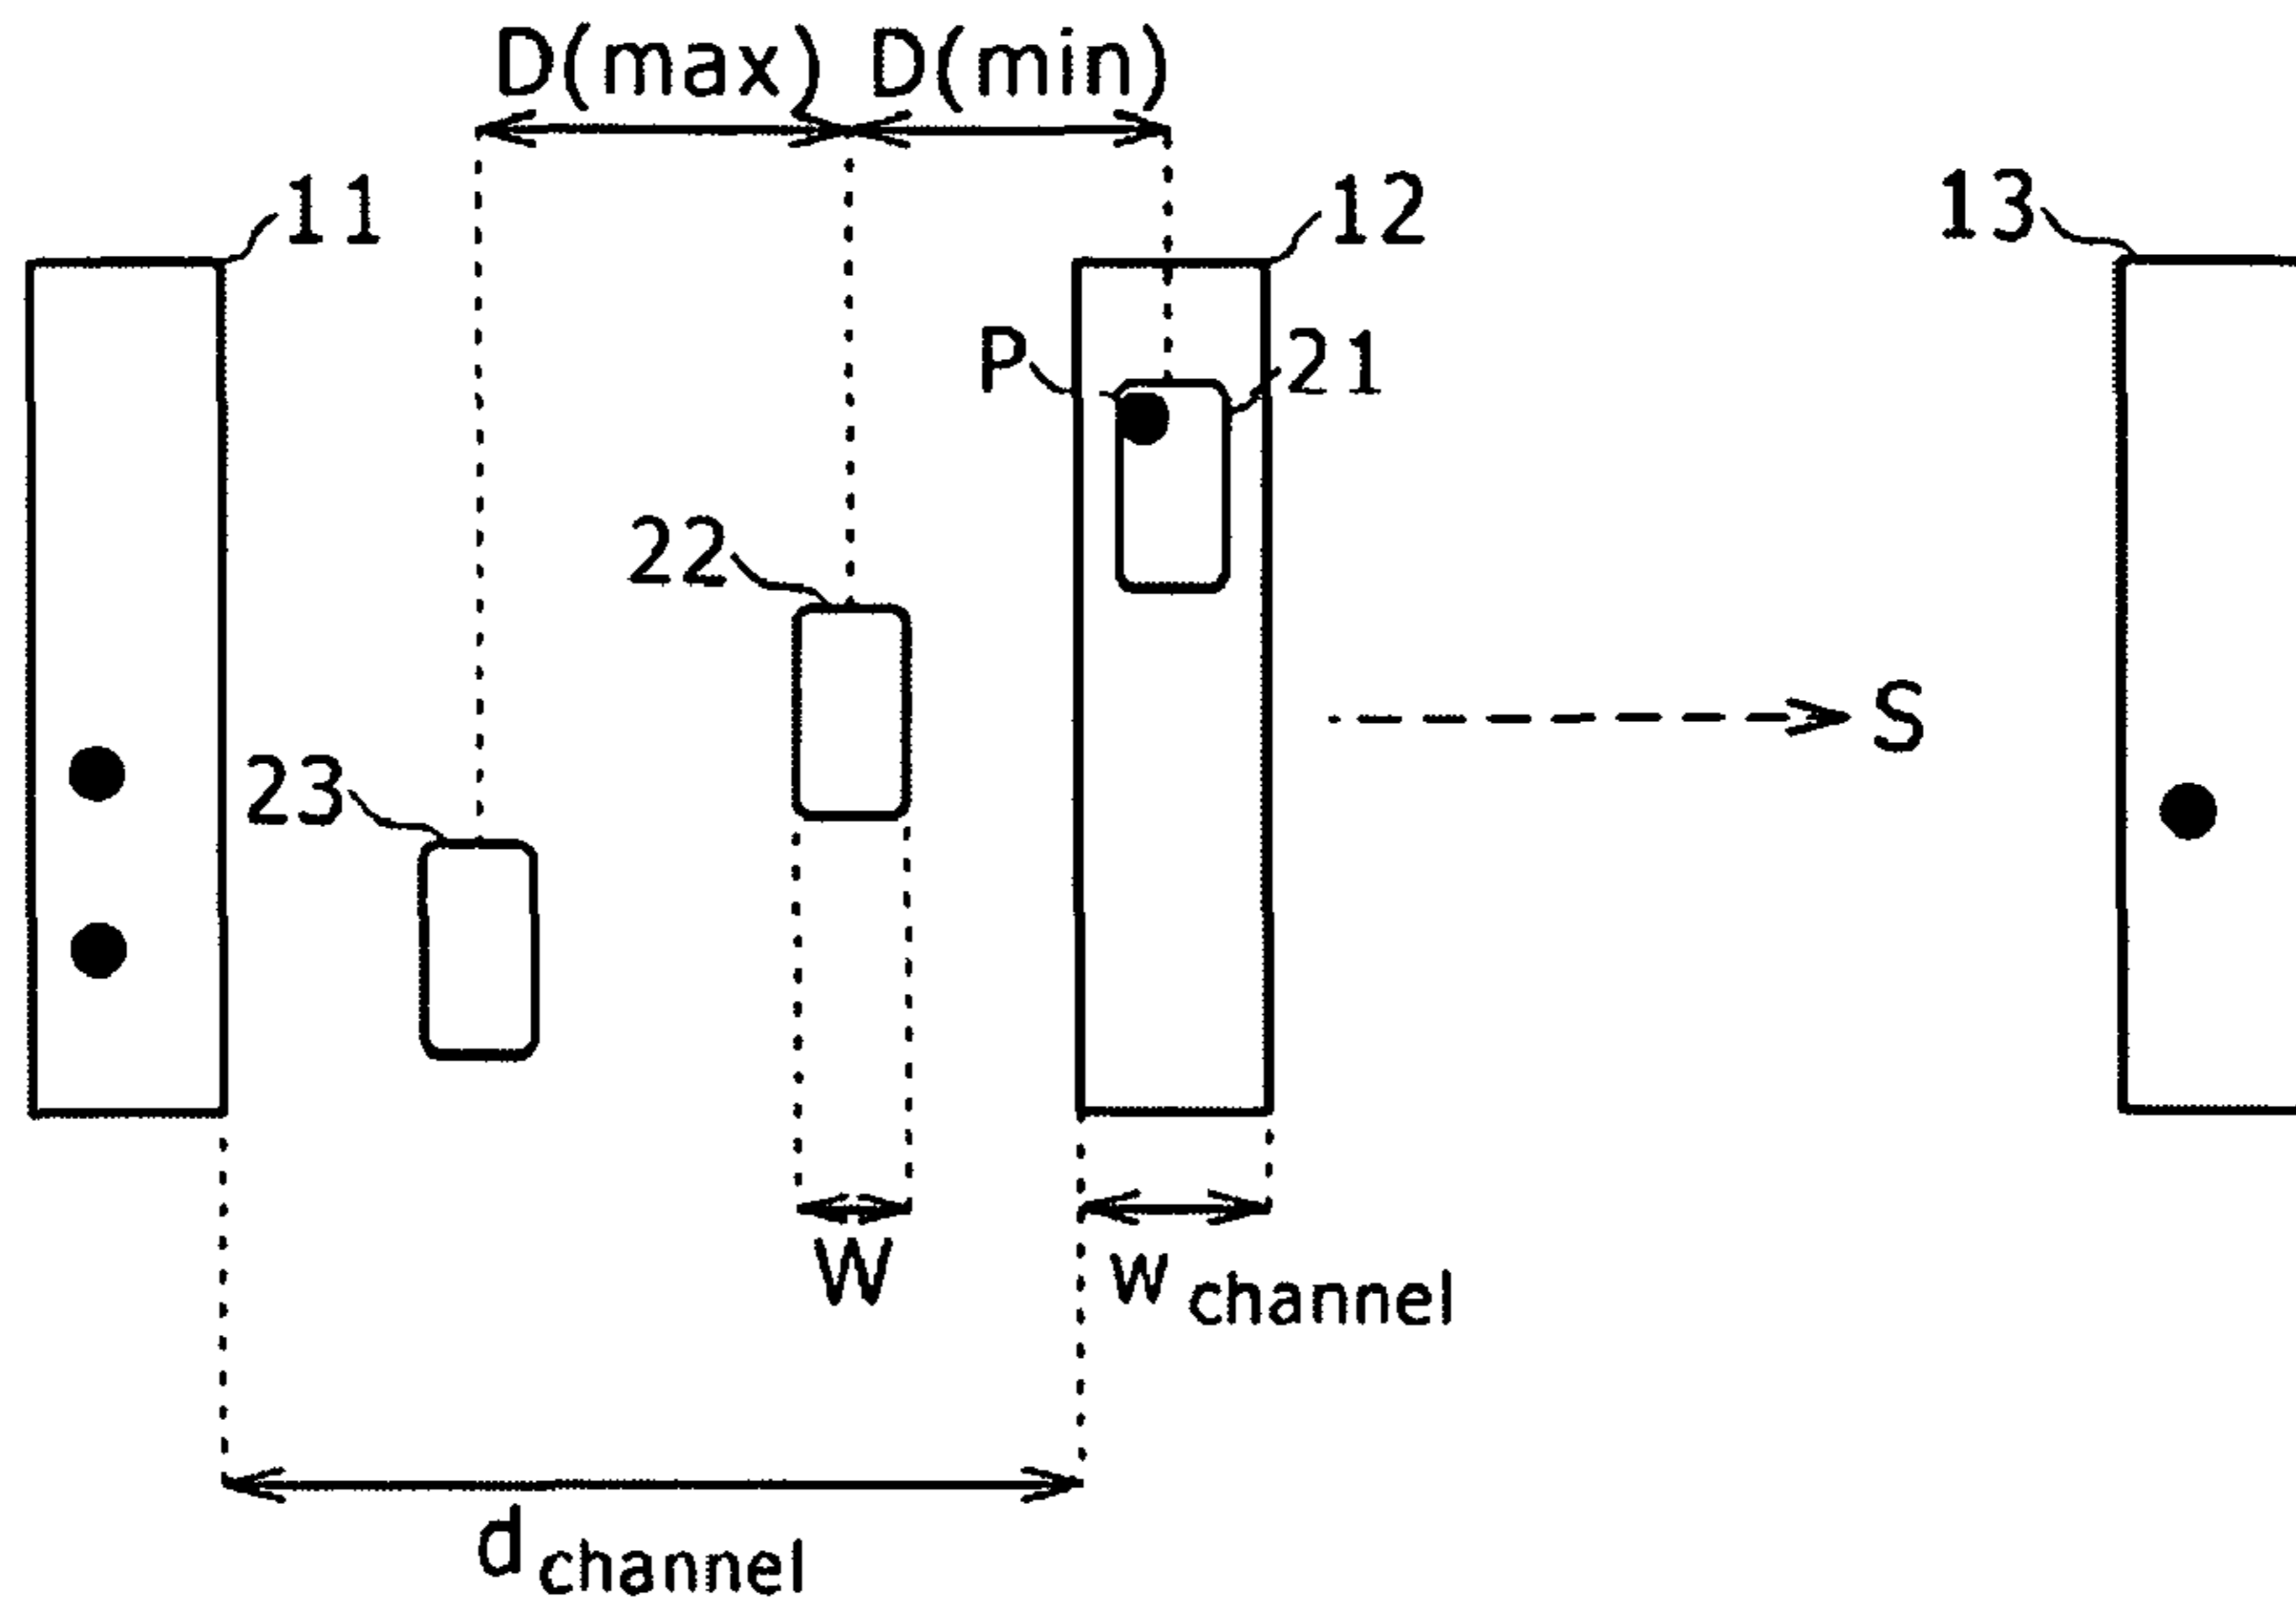 D(max) D(min)
11
12
13
P
21
22
S
23
W
w channel
d channel